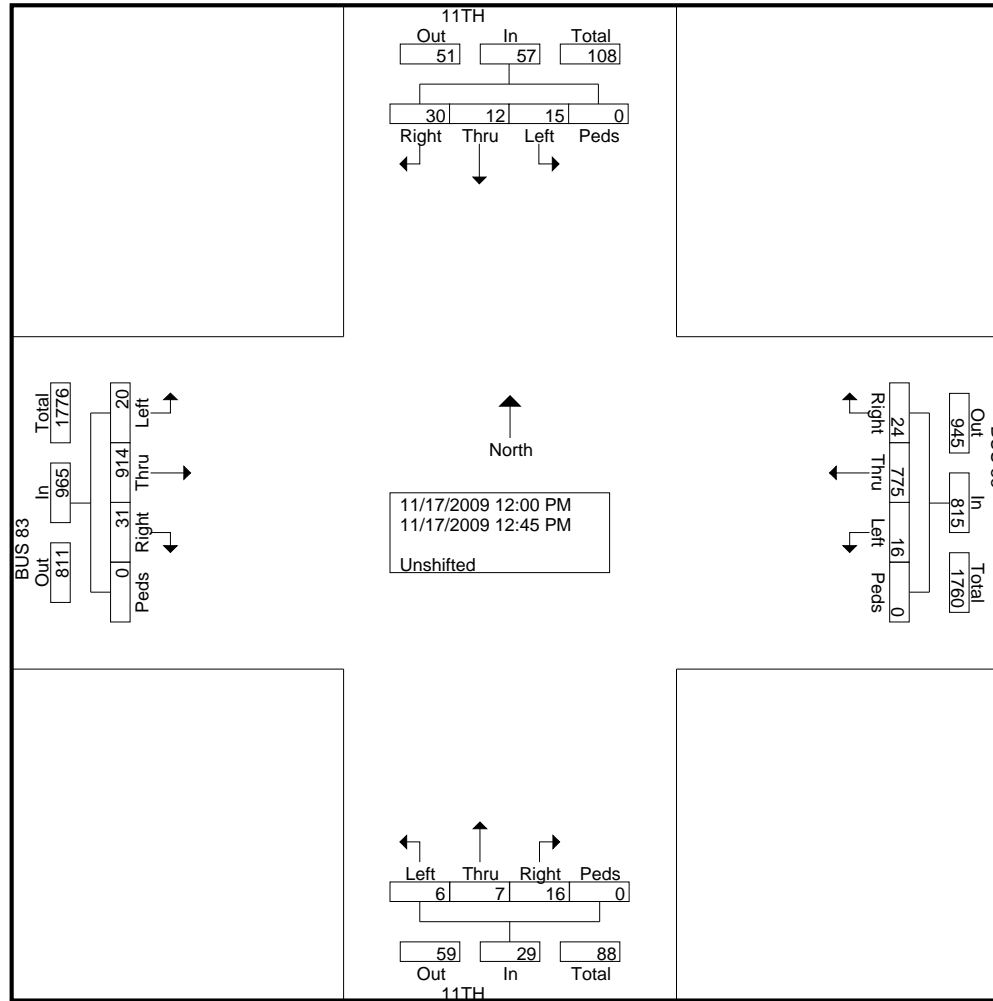 11TH
Out In Total
51 57 108
30 12 15 0
Right Thru Left Peds
BUS 83
Out In Total
811 965 1776
Left Thru Right Peds
20 914 31 0
North
11/17/2009 12:00 PM
11/17/2009 12:45 PM
Unshifted
Out In Total
945 815 1760
Right Thru Left Peds
24 775 16 0
Left Thru Right Peds
6 7 16 0
59 29 88
Out In Total
11TH